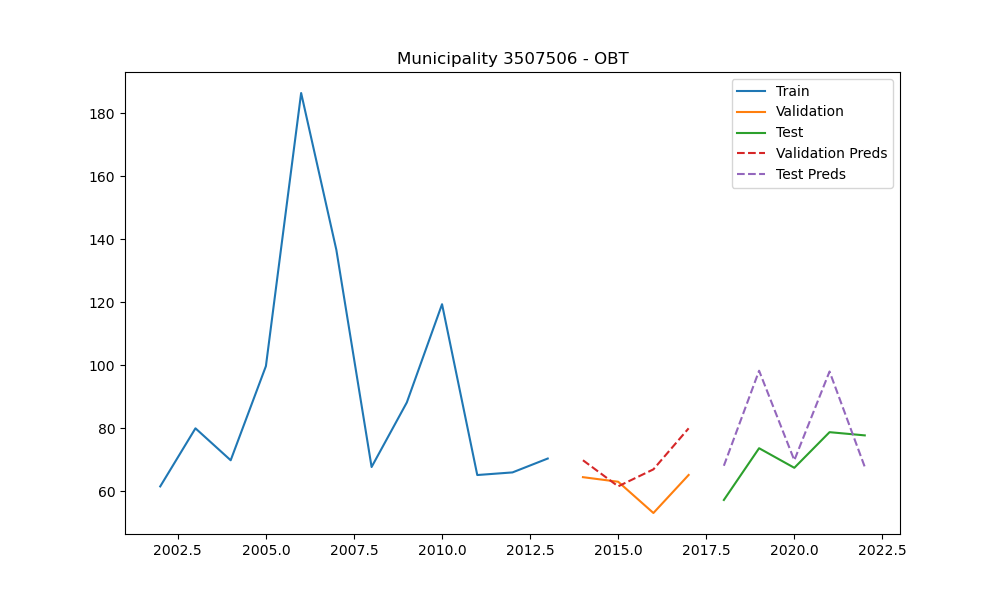 Municipality 3507506 - OBT
Train
Validation
Test
Validation Preds
Test Preds
180
160
140
120
100
80
60
2002.5 2005.0 2007.5 2010.0 2012.5 2015.0 2017.5 2020.0 2022.5